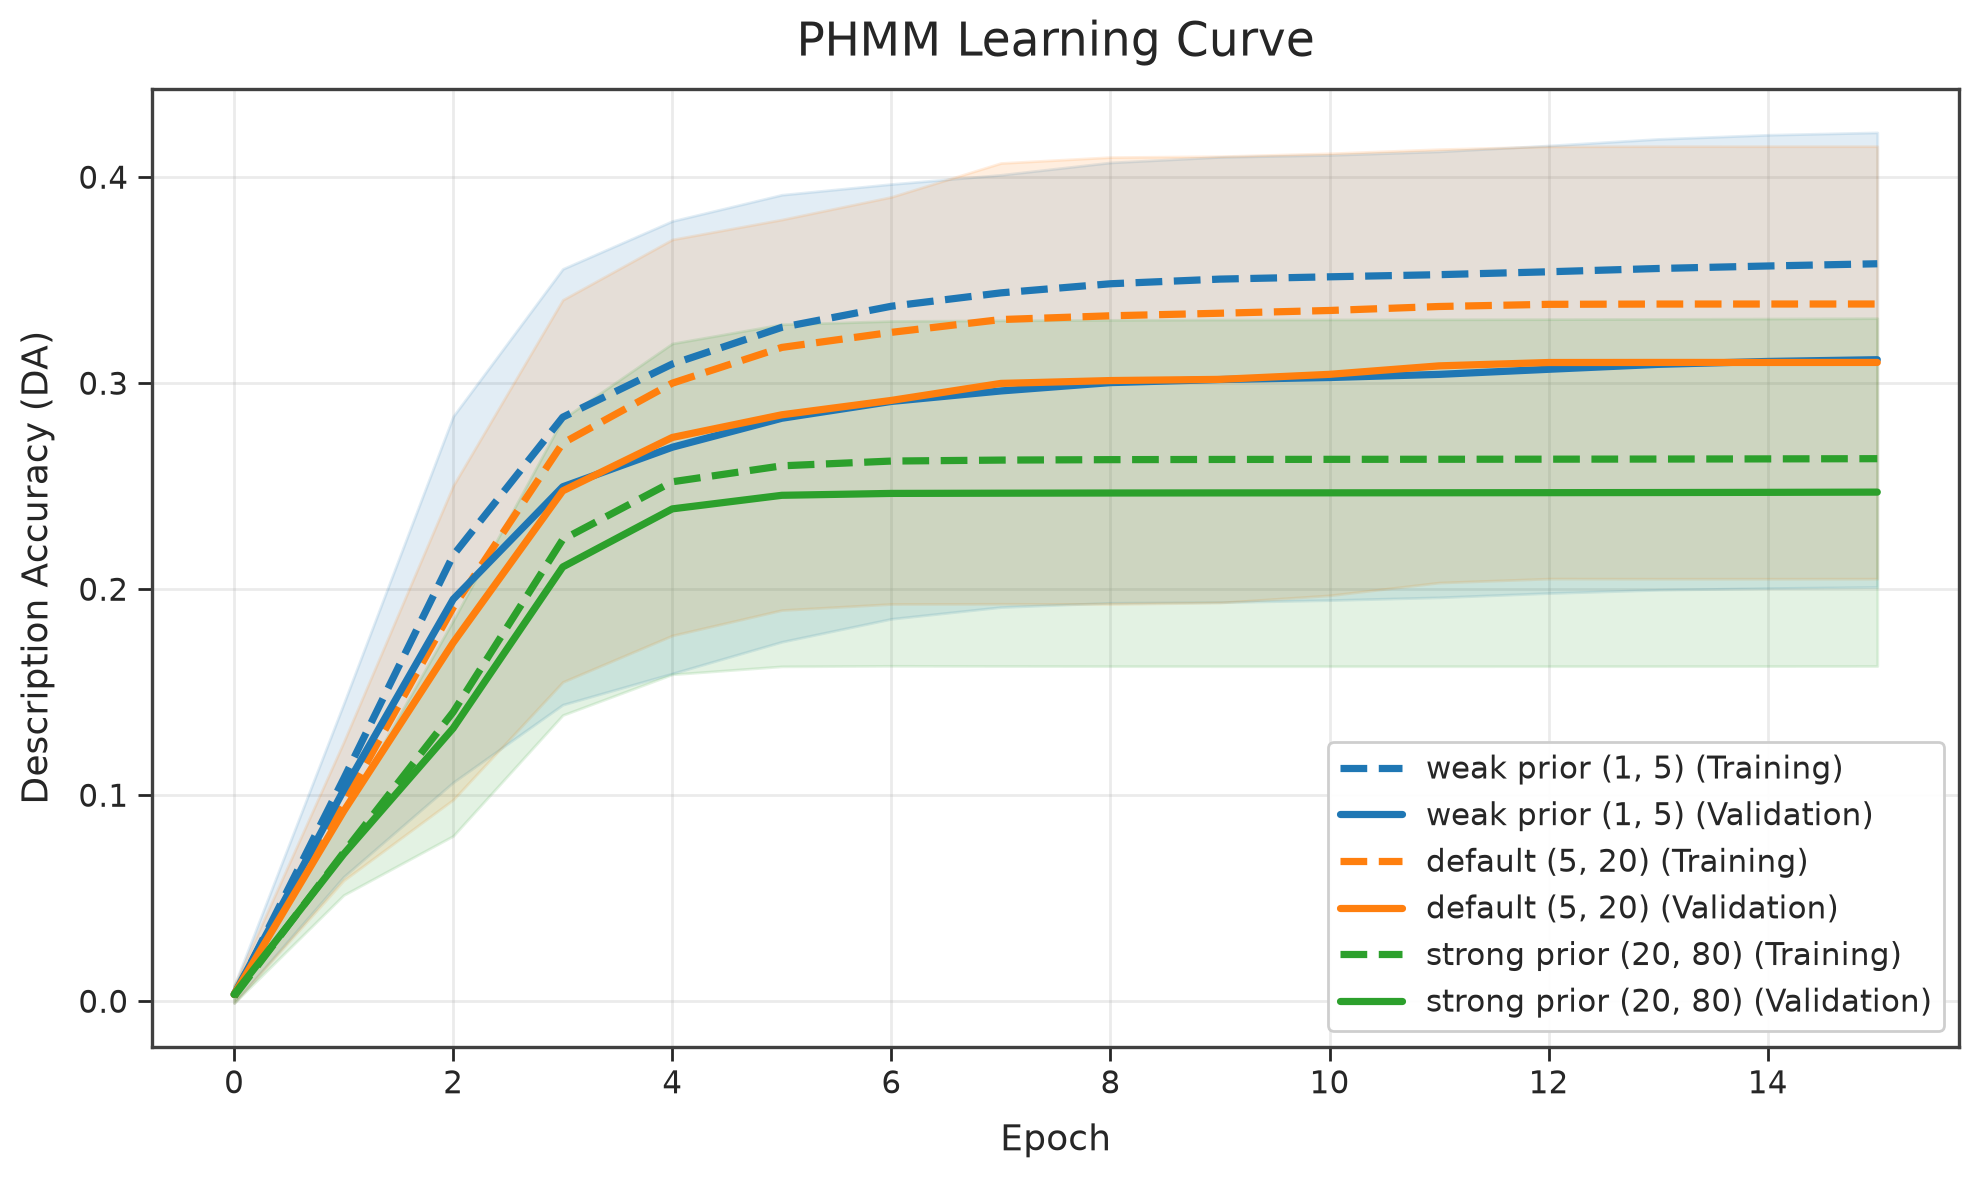 PHMM Learning Curve
Description Accuracy (DA)
0.4
0.3
0.2
0.1
0.0
weak prior (1, 5) (Training)
weak prior (1, 5) (Validation)
default (5, 20) (Training)
default (5, 20) (Validation)
strong prior (20, 80) (Training)
strong prior (20, 80) (Validation)
0 2 4 6 8 10 12 14
Epoch